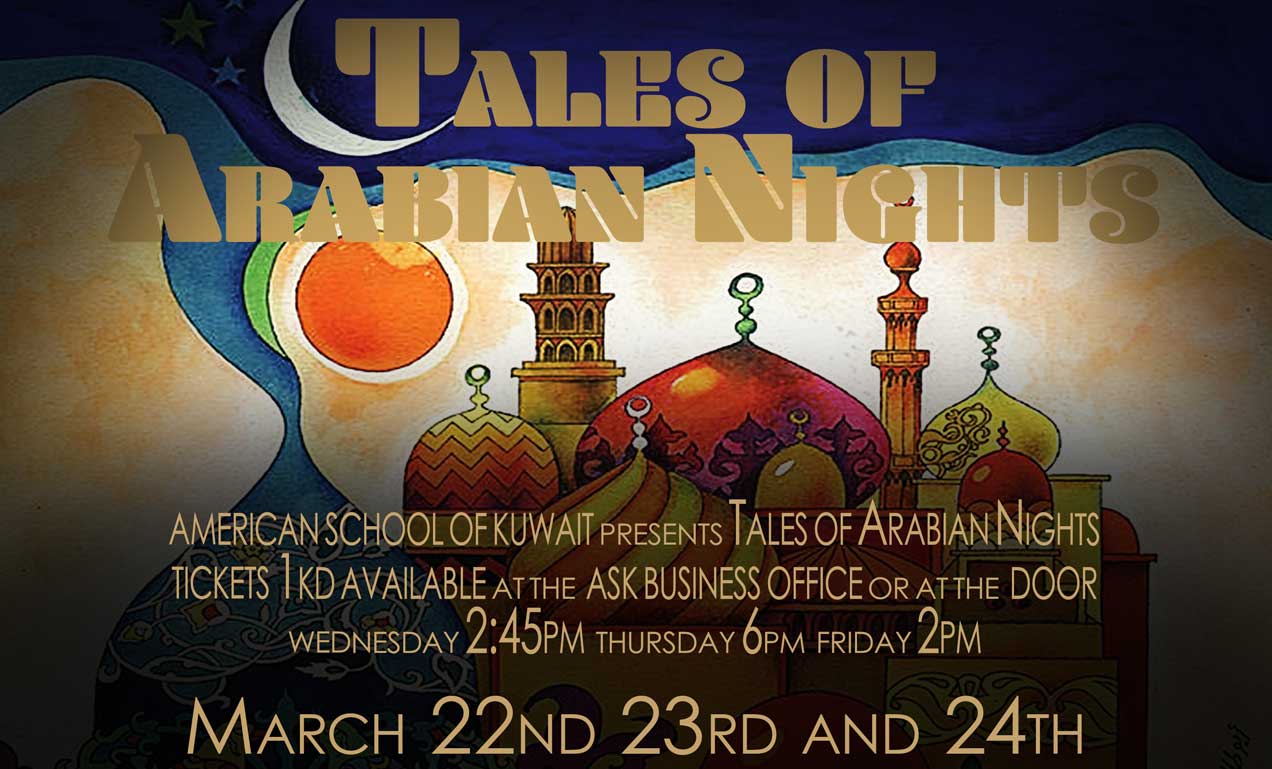 TALES OF
ARABIAN NIGHTS
AMERICAN SCHOOL OF KUWAIT PRESENTS TALES OF ARABIAN NIGHTS
TICKETS 1KD AVAILABLE AT THE ASK BUSINESS OFFICE OR AT THE DOOR
WEDNESDAY 2:45PM THURSDAY 6PM FRIDAY 2PM
MARCH 22ND 23RD AND 24TH